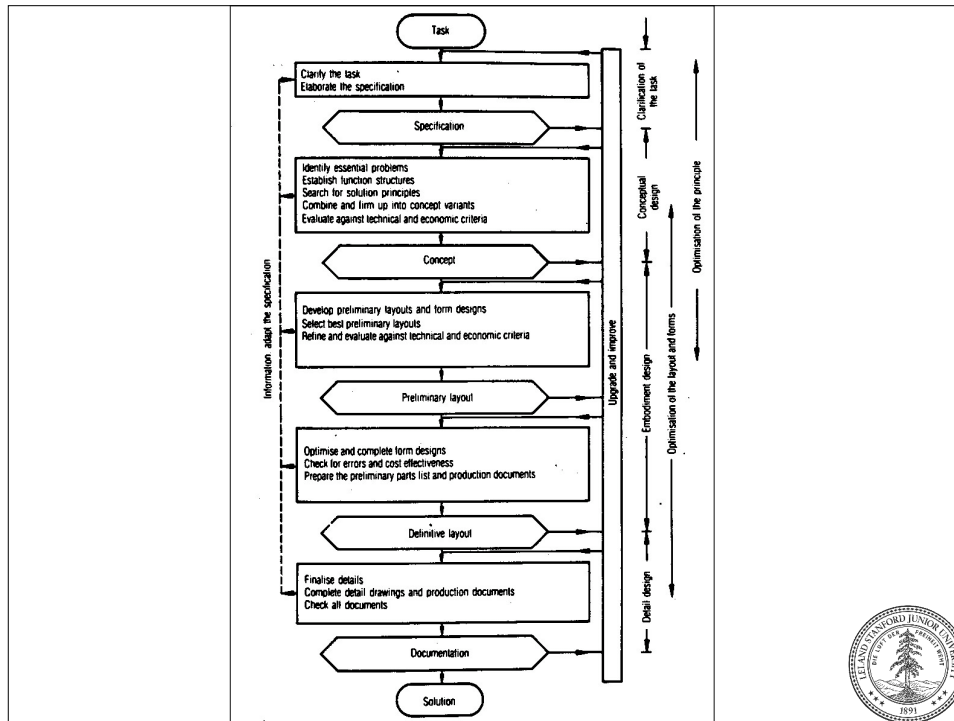 Task
Clarify the task
Elaborate the specification
Specification
Identify essential problems
Establish function structures
Search for solution principles
Combine and firm up into concept variants
Evaluate against technical and economic criteria
Concept
Develop preliminary layouts and form designs
Select best preliminary layouts
Refine and evaluate against technical and economic criteria
Preliminary layout
Optimise and complete form designs
Check for errors and cost effectiveness
Prepare the preliminary parts list and production documents
Definitive layout
Finalise details
Complete detail drawings and production documents
Check all documents
Documentation
Solution
Information adapt the specification
Upgrade and improve
Clarification of
the task
Conceptual
design
Embodiment design
Detail design
Optimisation of the layout and forms
Optimisation of the principle
LELAND STANFORD JUNIOR UNIVERSITY
DIE LUFT DER FREIHEIT WEHT
1891